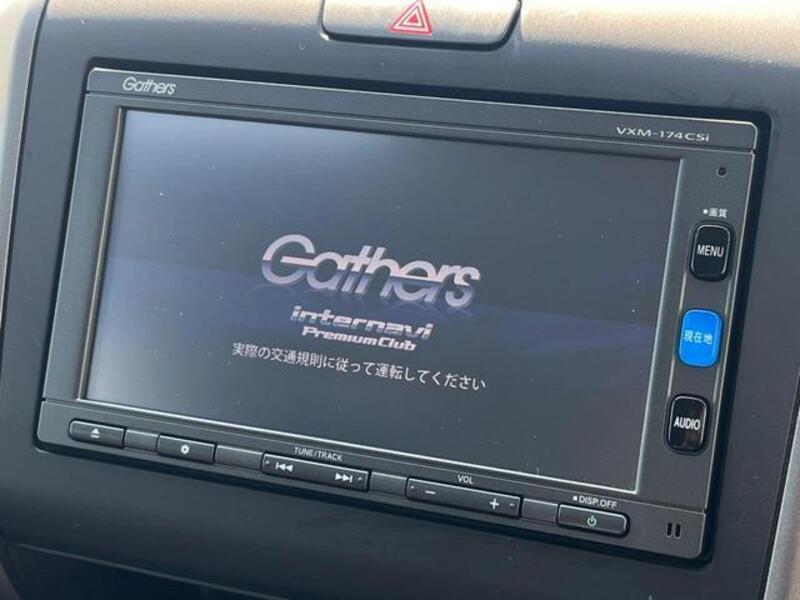 Gathers
VXM-174CSi
■画質
MENU
現在地
AUDIO
Gathers
internavi
Premium Club
実際の交通規則に従って運転してください
TUNE/TRACK
VOL
■DISP.OFF